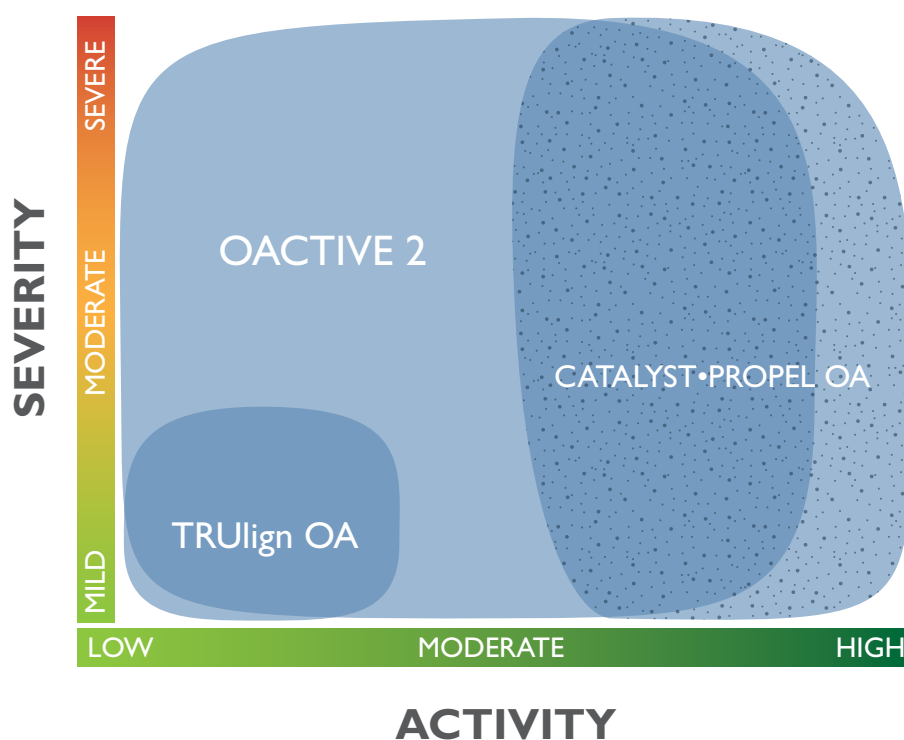 SEVERITY
SEVERE
MODERATE
MILD
OACTIVE 2
CATALYST•PROPEL OA
TRUlign OA
LOW MODERATE HIGH
ACTIVITY